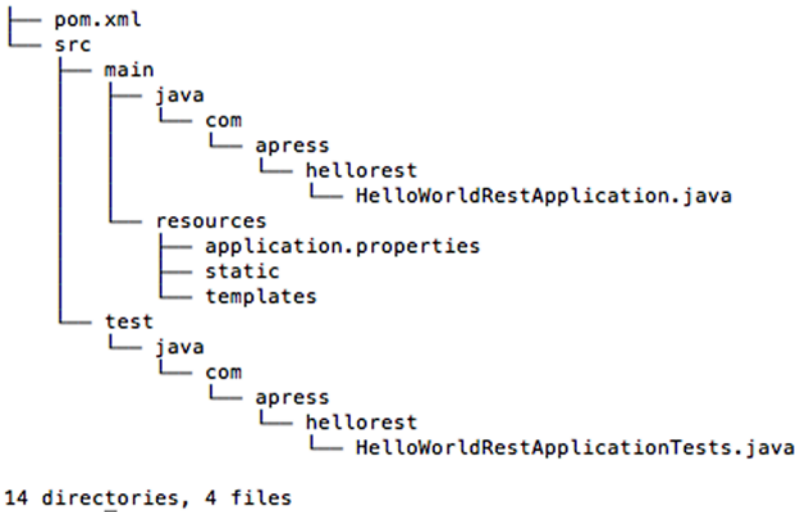 ├── pom.xml
└── src
    ├── main
    │   ├── java
    │   │   └── com
    │   │       └── apress
    │   │           └── hellorest
    │   │               └── HelloWorldRestApplication.java
    │   └── resources
    │       ├── application.properties
    │       ├── static
    │       └── templates
    └── test
        └── java
            └── com
                └── apress
                    └── hellorest
                        └── HelloWorldRestApplicationTests.java
14 directories, 4 files